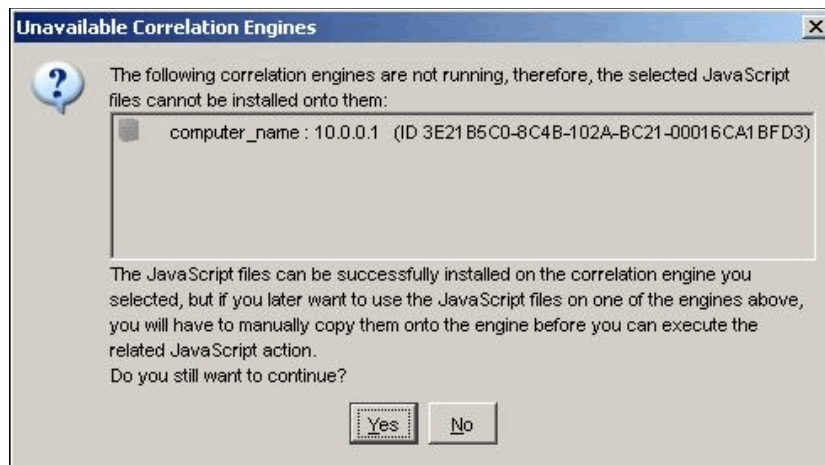 Unavailable Correlation Engines
The following correlation engines are not running, therefore, the selected JavaScript
files cannot be installed onto them:
computer_name : 10.0.0.1 (ID 3E21B5C0-8C4B-102A-BC21-00016CA1BFD3)
The JavaScript files can be successfully installed on the correlation engine you
selected, but if you later want to use the JavaScript files on one of the engines above,
you will have to manually copy them onto the engine before you can execute the
related JavaScript action.
Do you still want to continue?
Yes No